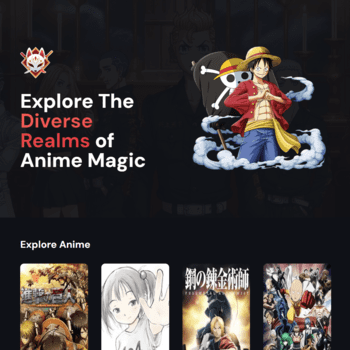 Explore The
Diverse
Realms of
Anime Magic
Explore Anime
鋼の錬金術師